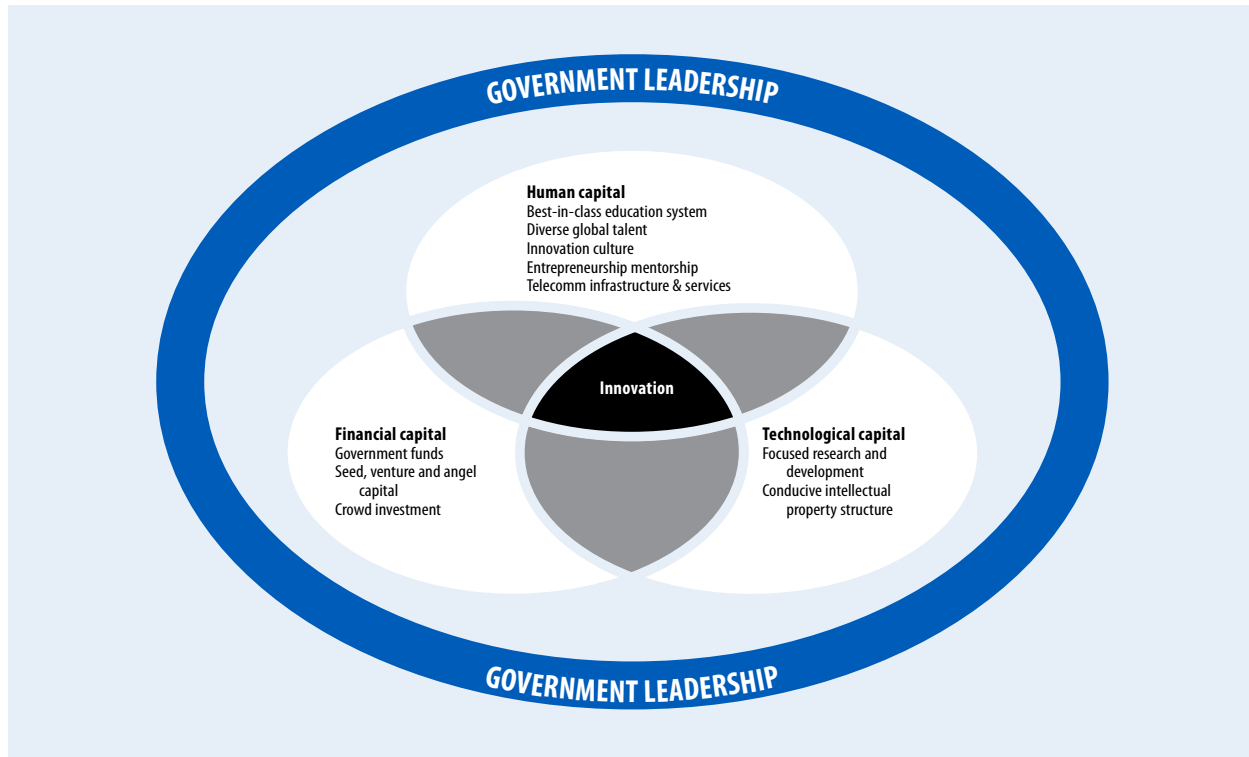 GOVERNMENT LEADERSHIP
Human capital
Best-in-class education system
Diverse global talent
Innovation culture
Entrepreneurship mentorship
Telecomm infrastructure & services
Innovation
Financial capital
Government funds
Seed, venture and angel
capital
Crowd investment
Technological capital
Focused research and
development
Conducive intellectual
property structure
GOVERNMENT LEADERSHIP